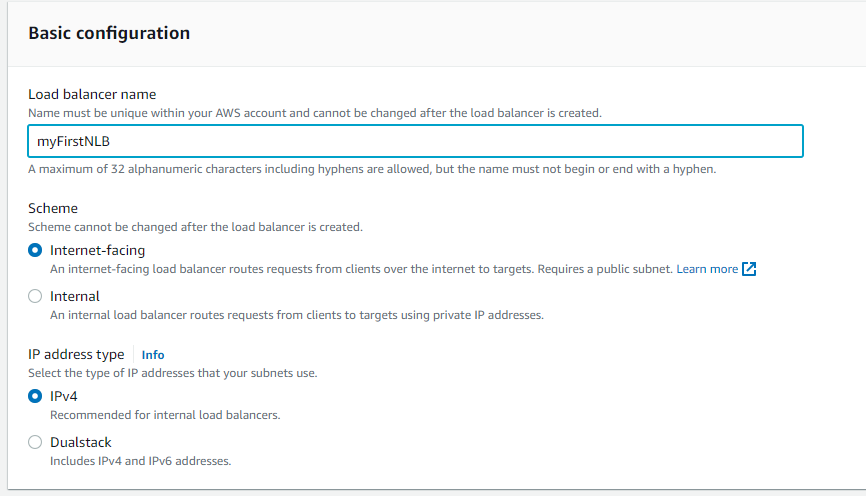 Basic configuration
Load balancer name
Name must be unique within your AWS account and cannot be changed after the load balancer is created.
myFirstNLB
A maximum of 32 alphanumeric characters including hyphens are allowed, but the name must not begin or end with a hyphen.
Scheme
Scheme cannot be changed after the load balancer is created.
Internet-facing
An internet-facing load balancer routes requests from clients over the internet to targets. Requires a public subnet. Learn more
Internal
An internal load balancer routes requests from clients to targets using private IP addresses.
IP address type Info
Select the type of IP addresses that your subnets use.
IPv4
Recommended for internal load balancers.
Dualstack
Includes IPv4 and IPv6 addresses.